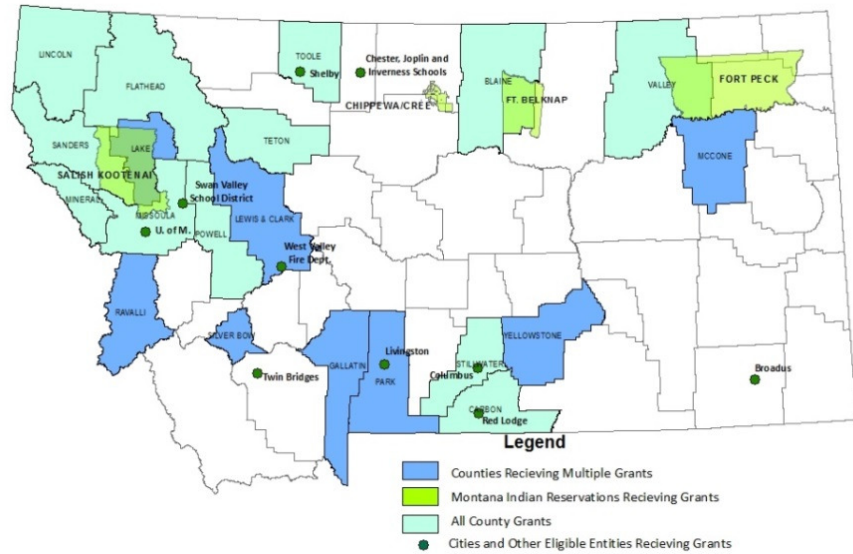 LINCOLN
FLATHEAD
TOOLE
Shelby
Chester, Joplin and
Inverness Schools
CHIPPEWA/CREE
BLAINE
FT. BELKNAP
VALLEY
FORT PECK
MCCONE
SANDERS
LAKE
TETON
SALISH KOOTENAI
Swan Valley
School District
MINERAL
MISSOULA
U. of M.
POWELL
LEWIS & CLARK
West Valley
Fire Dept.
RAVALLI
SILVER BOW
Twin Bridges
GALLATIN
Livingston
PARK
STILLWATER
Columbus
YELLOWSTONE
CARBON
Red Lodge
Broadus
Legend
Counties Recieving Multiple Grants
Montana Indian Reservations Recieving Grants
All County Grants
Cities and Other Eligible Entities Recieving Grants